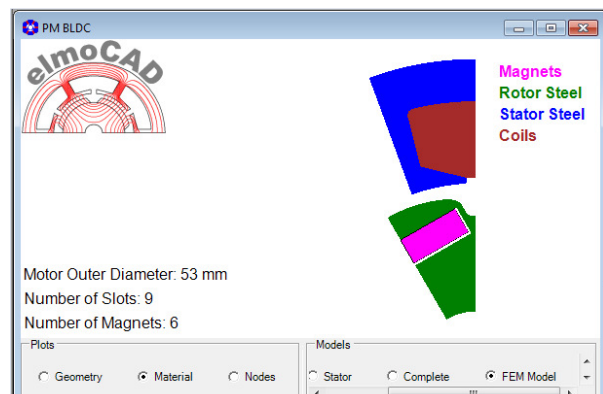 PM BLDC
elmoCAD
Magnets
Rotor Steel
Stator Steel
Coils
Motor Outer Diameter: 53 mm
Number of Slots: 9
Number of Magnets: 6
Plots
Geometry Material Nodes
Models
Stator Complete FEM Model